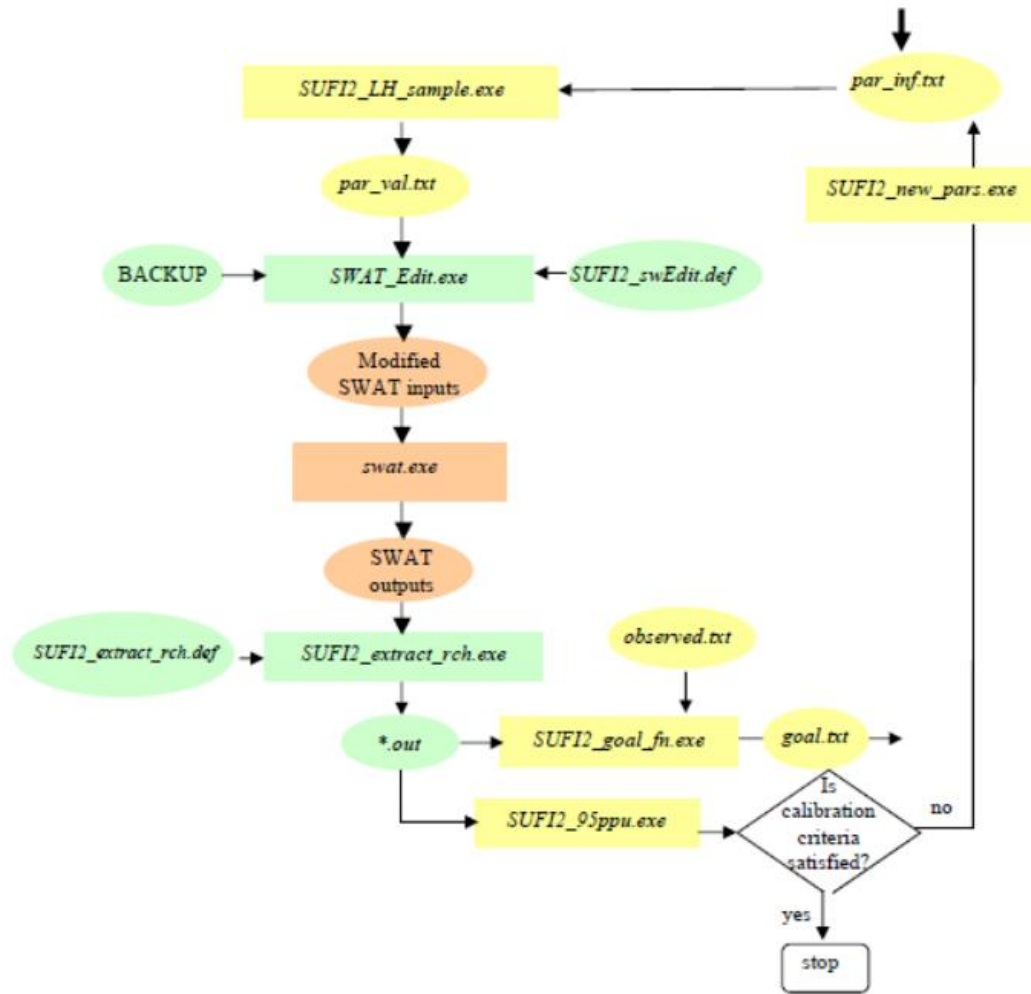 par_inf.txt
SUFI2_LH_sample.exe
par_val.txt
SUFI2_new_pars.exe
BACKUP
SWAT_Edit.exe
SUFI2_swEdit.def
Modified
SWAT inputs
swat.exe
SWAT
outputs
SUFI2_extract_rch.def
SUFI2_extract_rch.exe
observed.txt
*.out
SUFI2_goal_fn.exe
goal.txt
SUFI2_95ppu.exe
Is
calibration
criteria
satisfied?
no
yes
stop